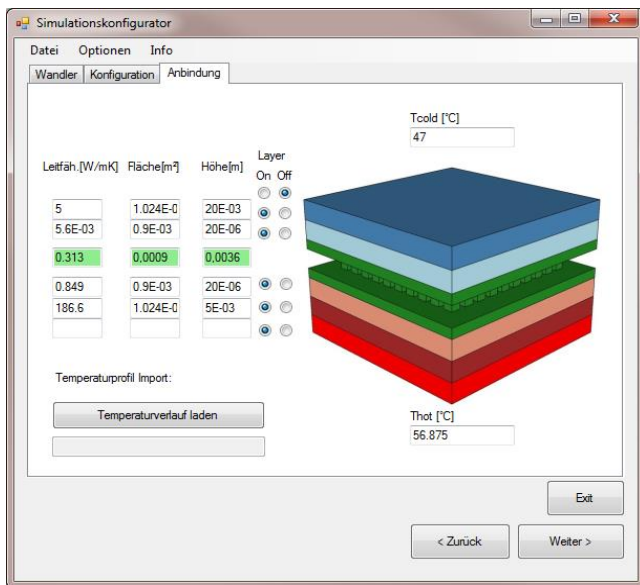 Simulationskonfigurator
Datei Optionen Info
Wandler Konfiguration Anbindung
Tcold [°C]
47
Leitfäh.[W/mK] Fläche[m²] Höhe[m] Layer
On Off
5 1.024E-0 20E-03
5.6E-03 0.9E-03 20E-06
0.313 0,0009 0,0036
0.849 0.9E-03 20E-06
186.6 1.024E-0 5E-03
Temperaturprofil Import:
Temperaturverlauf laden
Thot [°C]
56.875
Exit
< Zurück Weiter >